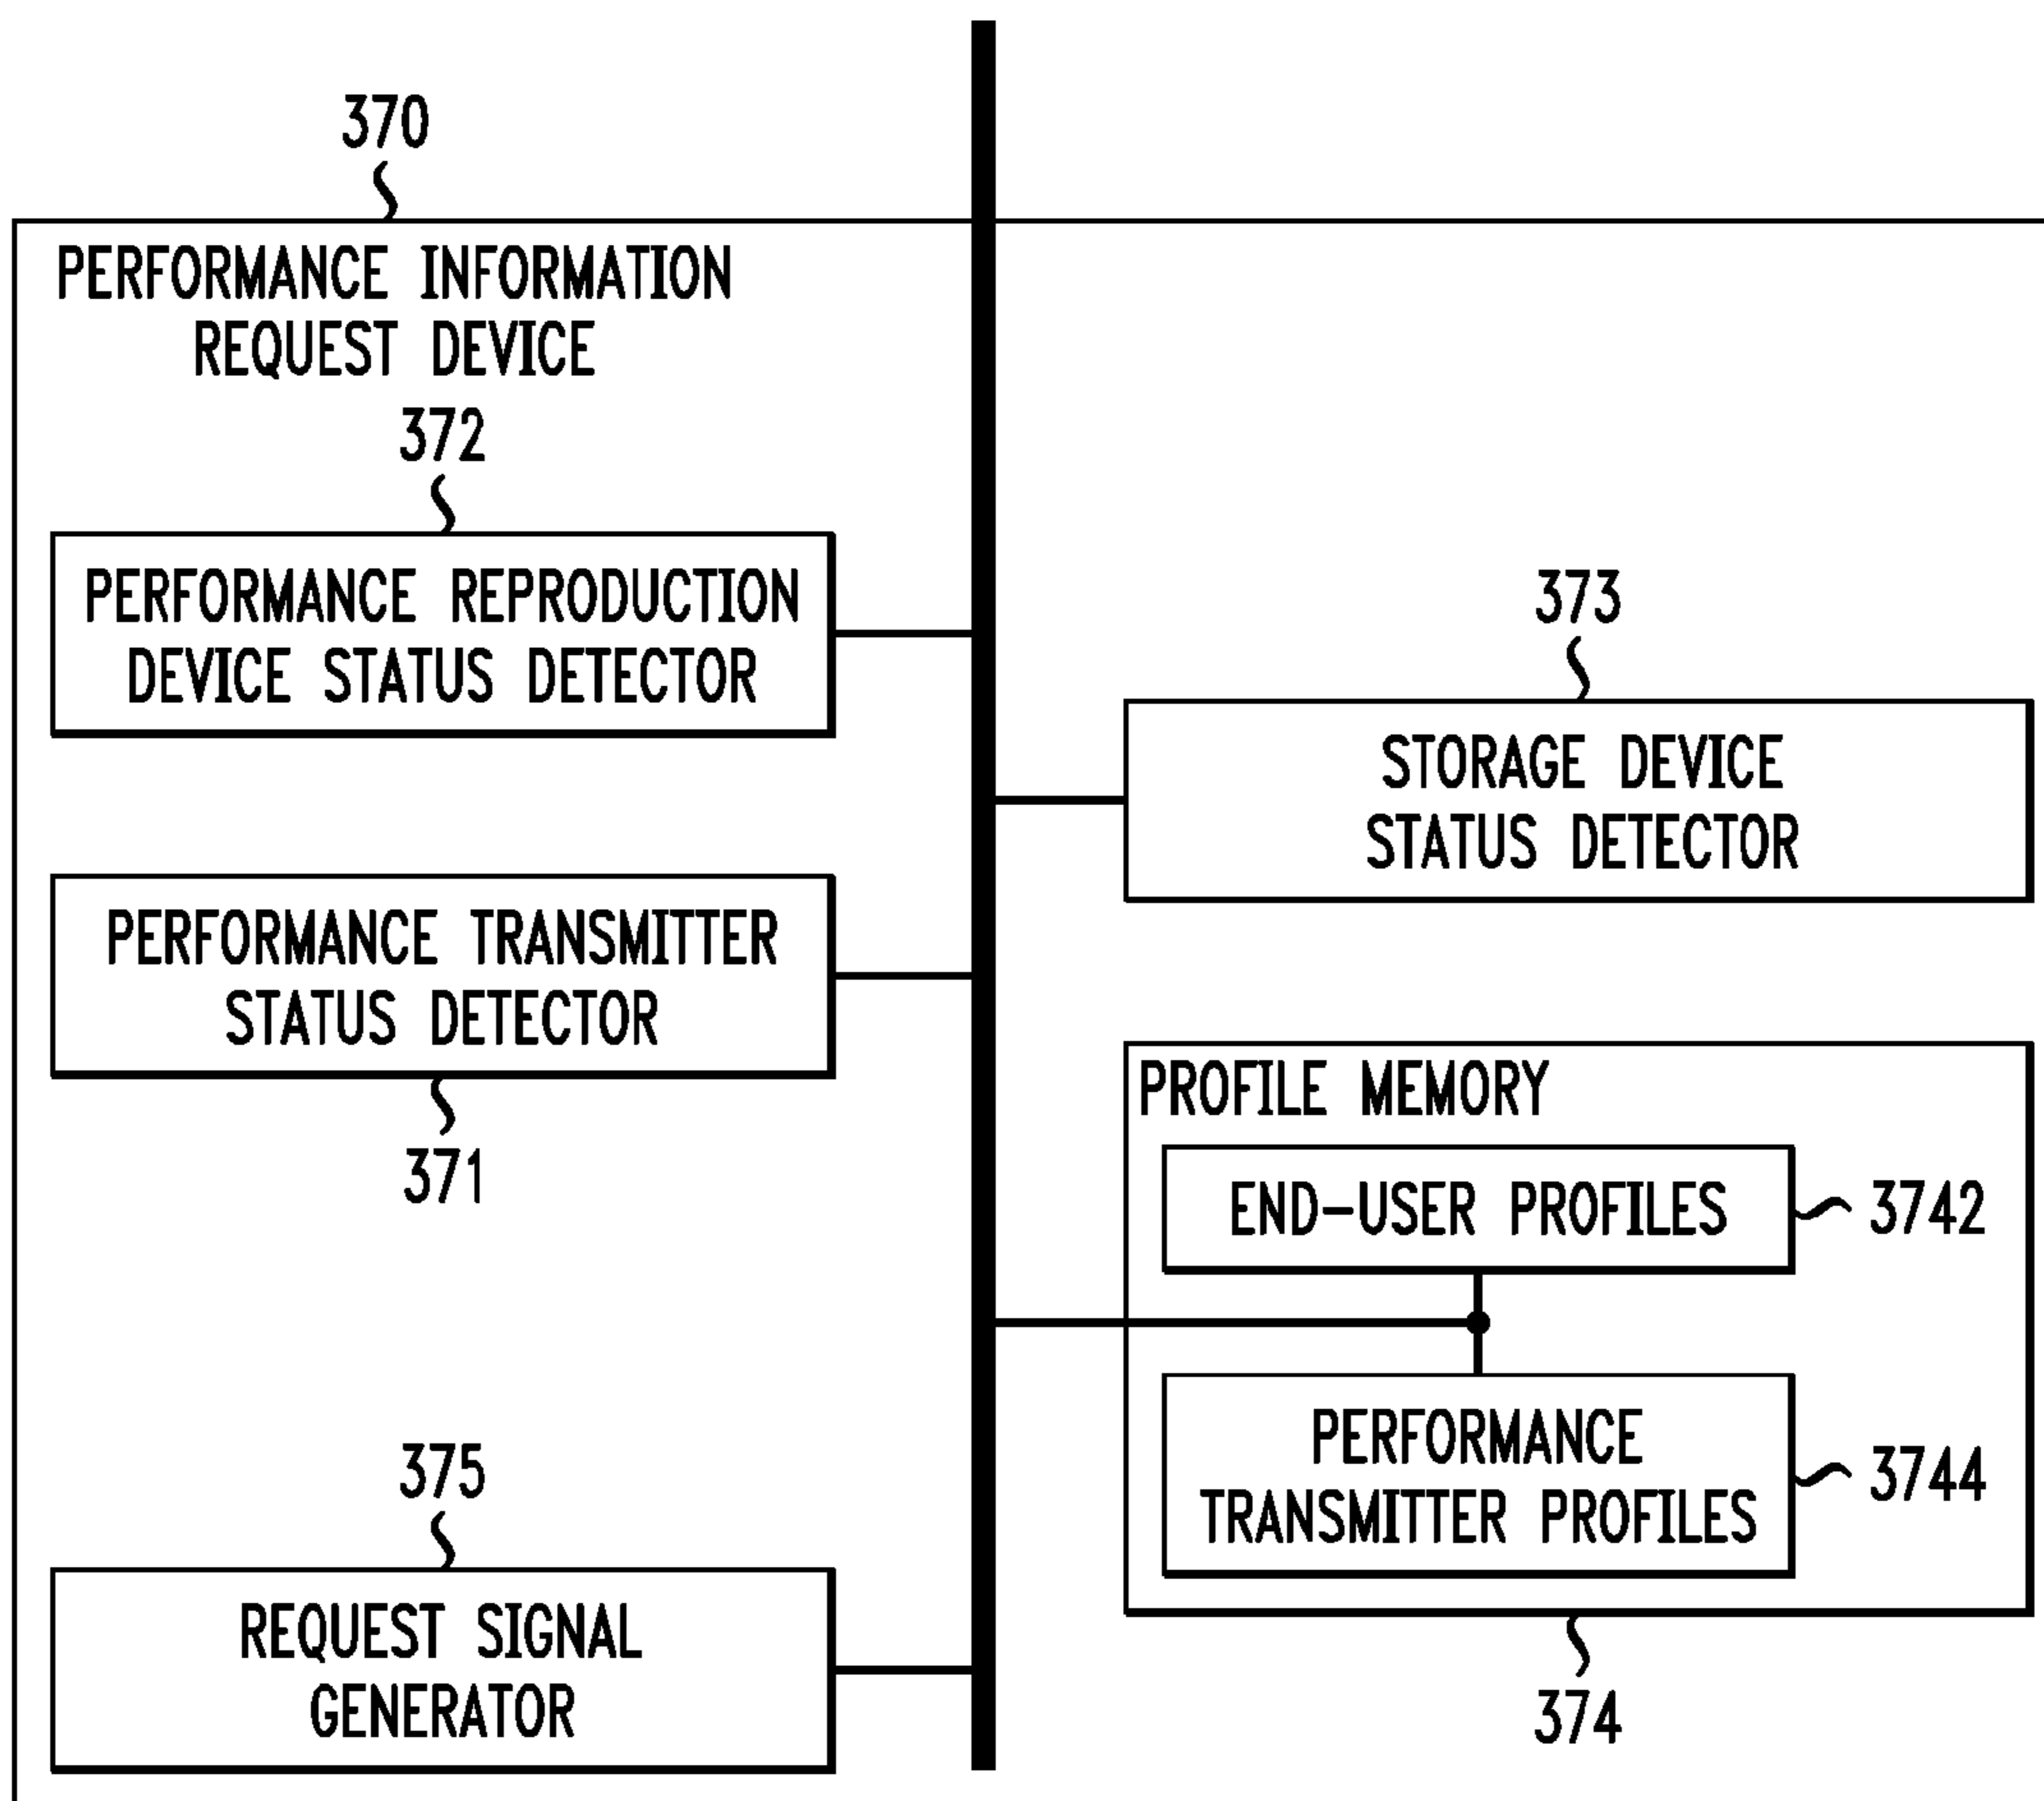 370
PERFORMANCE INFORMATION
REQUEST DEVICE
372
PERFORMANCE REPRODUCTION
DEVICE STATUS DETECTOR
373
STORAGE DEVICE
STATUS DETECTOR
PERFORMANCE TRANSMITTER
STATUS DETECTOR
371
PROFILE MEMORY
END-USER PROFILES
3742
PERFORMANCE
TRANSMITTER PROFILES
3744
374
375
REQUEST SIGNAL
GENERATOR